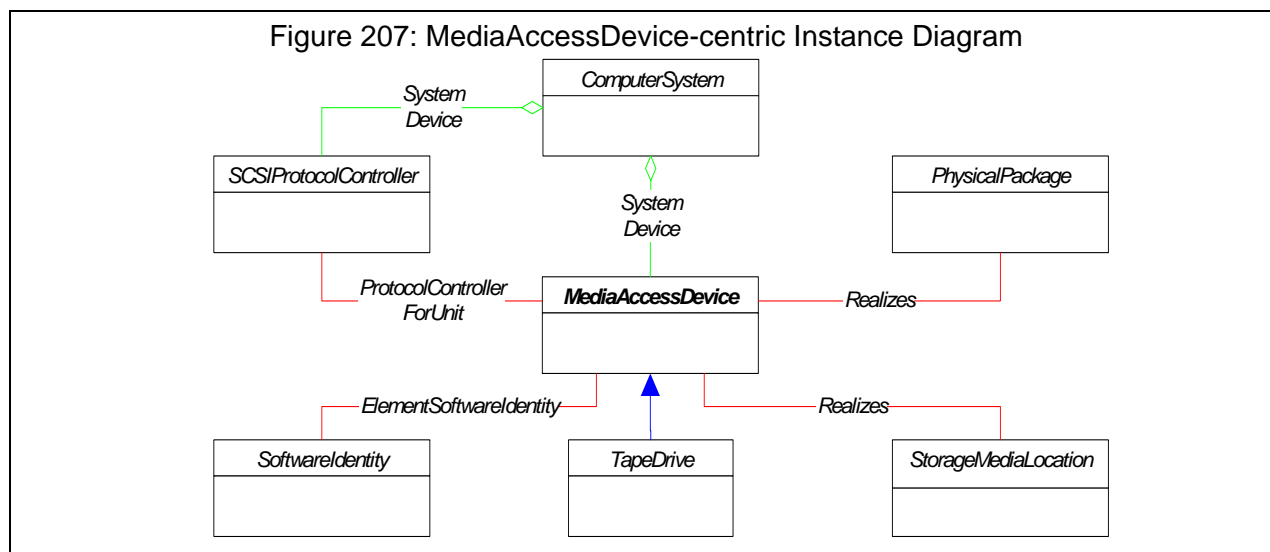 Figure 207: MediaAccessDevice-centric Instance Diagram
ComputerSystem
System
Device
SCSIProtocolController
PhysicalPackage
System
Device
ProtocolController
ForUnit
MediaAccessDevice
Realizes
ElementSoftwareIdentity
Realizes
SoftwareIdentity
TapeDrive
StorageMediaLocation